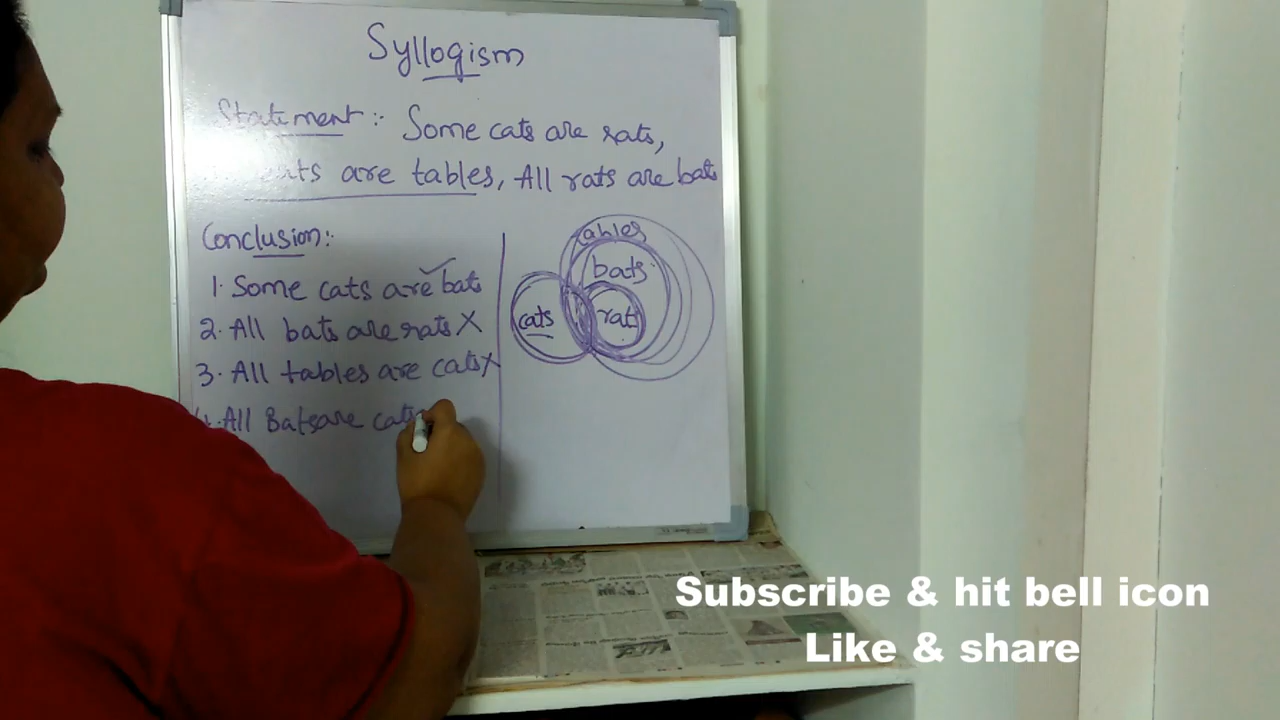 Syllogism
Statement:- Some cats are rats,
are tables, All rats are bats
Conclusion:-
1. Some cats are bats
2. All bats are rats X
3. All tables are cats X
All Bats are cats
tables
bats
cats
rats
Subscribe & hit bell icon
Like & share